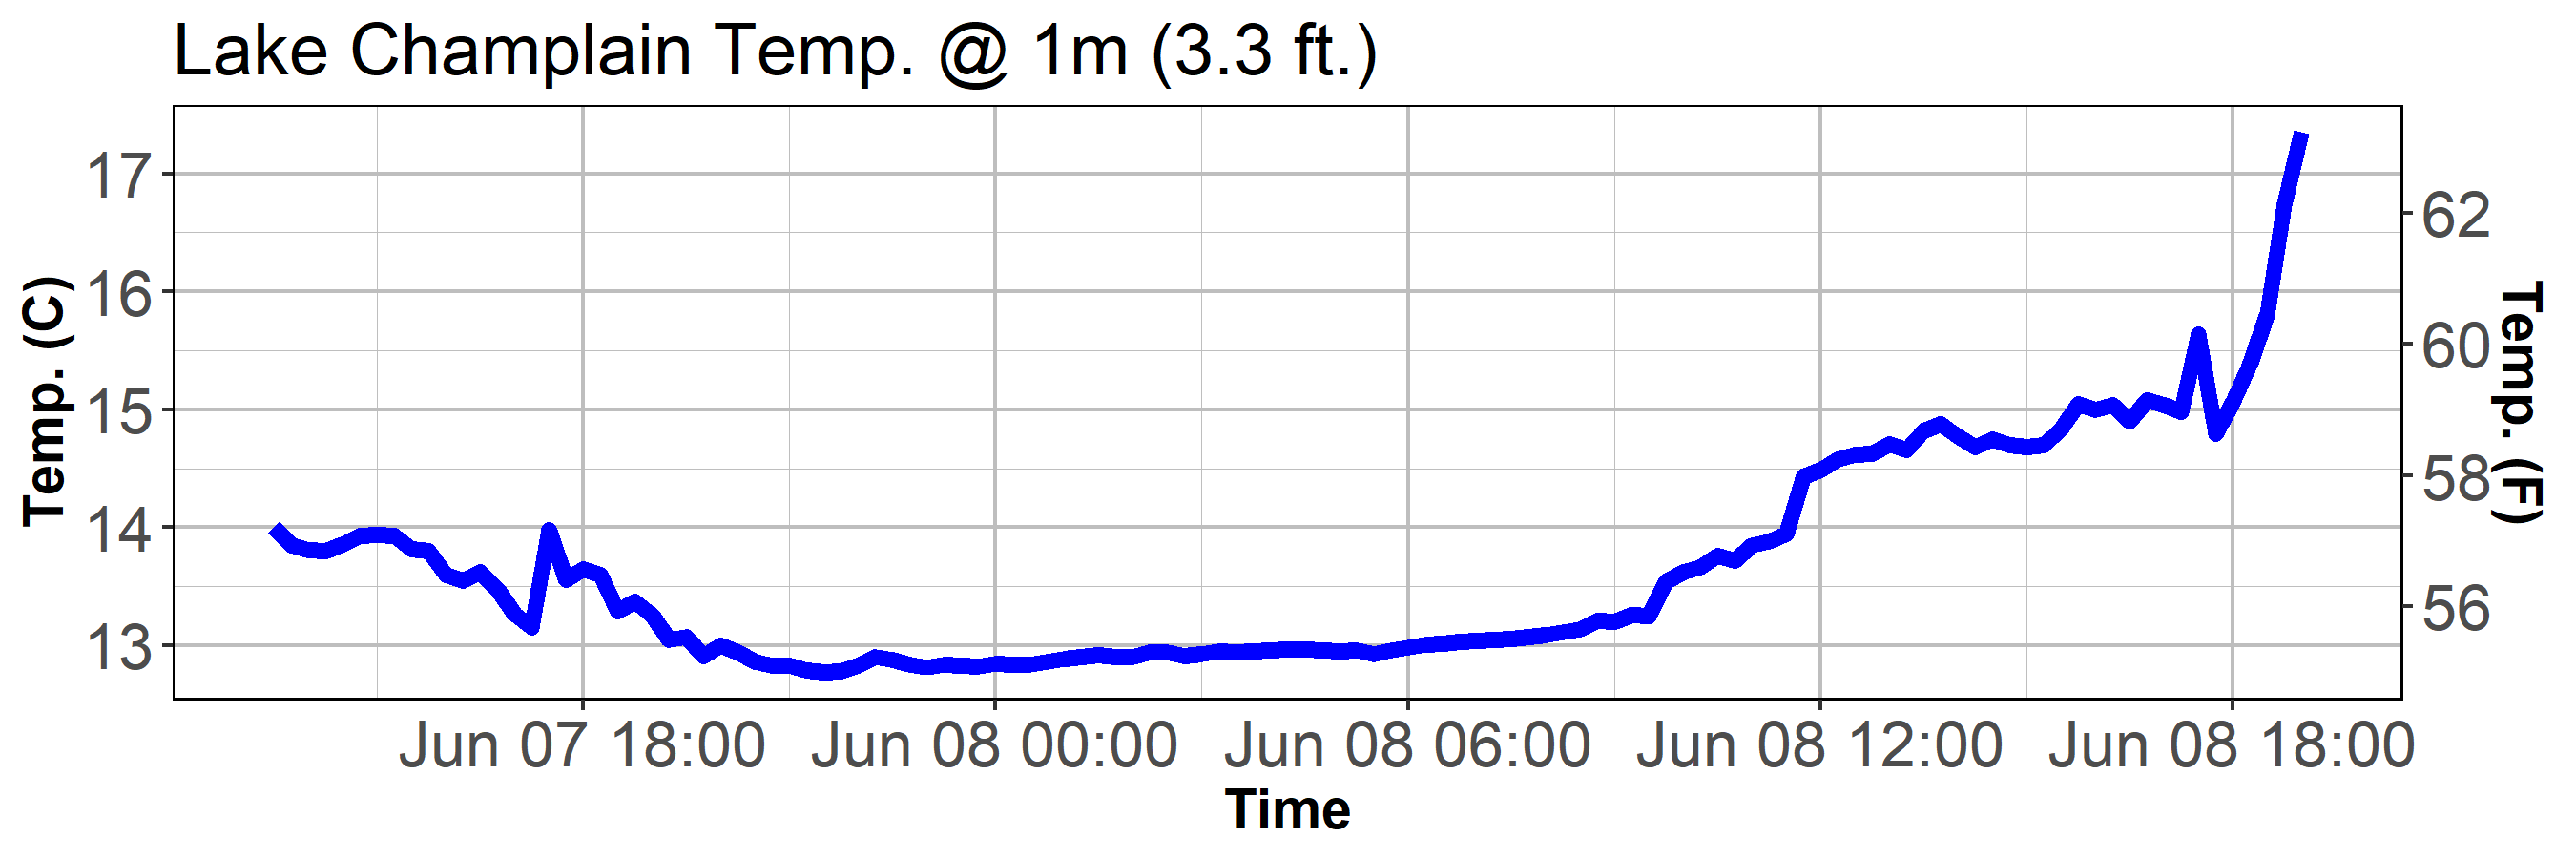 Lake Champlain Temp. @ 1m (3.3 ft.)
Temp. (C)
17
16
15
14
13
62
60
58
56
Temp. (F)
Jun 07 18:00 Jun 08 00:00 Jun 08 06:00 Jun 08 12:00 Jun 08 18:00
Time